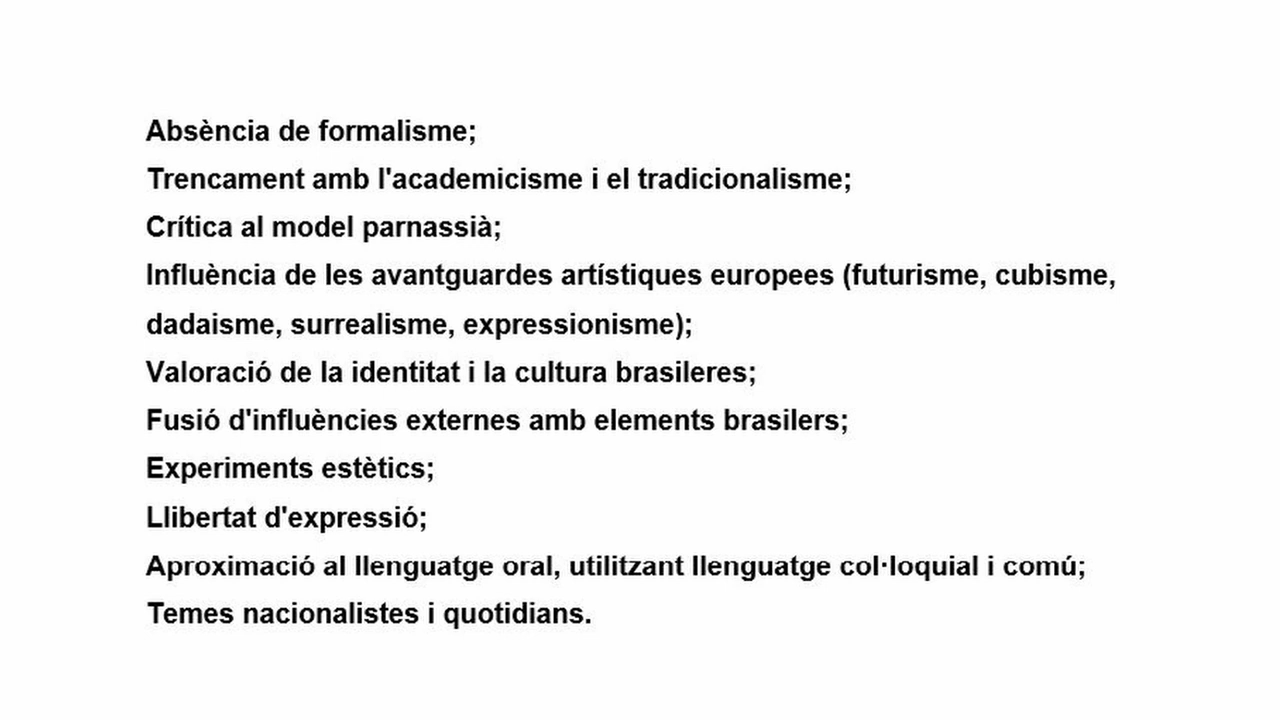 Absència de formalisme;
Trencament amb l'academicisme i el tradicionalisme;
Crítica al model parnassià;
Influència de les avantguardes artístiques europees (futurisme, cubisme,
dadaisme, surrealisme, expressionisme);
Valoració de la identitat i la cultura brasileres;
Fusió d'influències externes amb elements brasilers;
Experiments estètics;
Llibertat d'expressió;
Aproximació al llenguatge oral, utilitzant llenguatge col·loquial i comú;
Temes nacionalistes i quotidians.